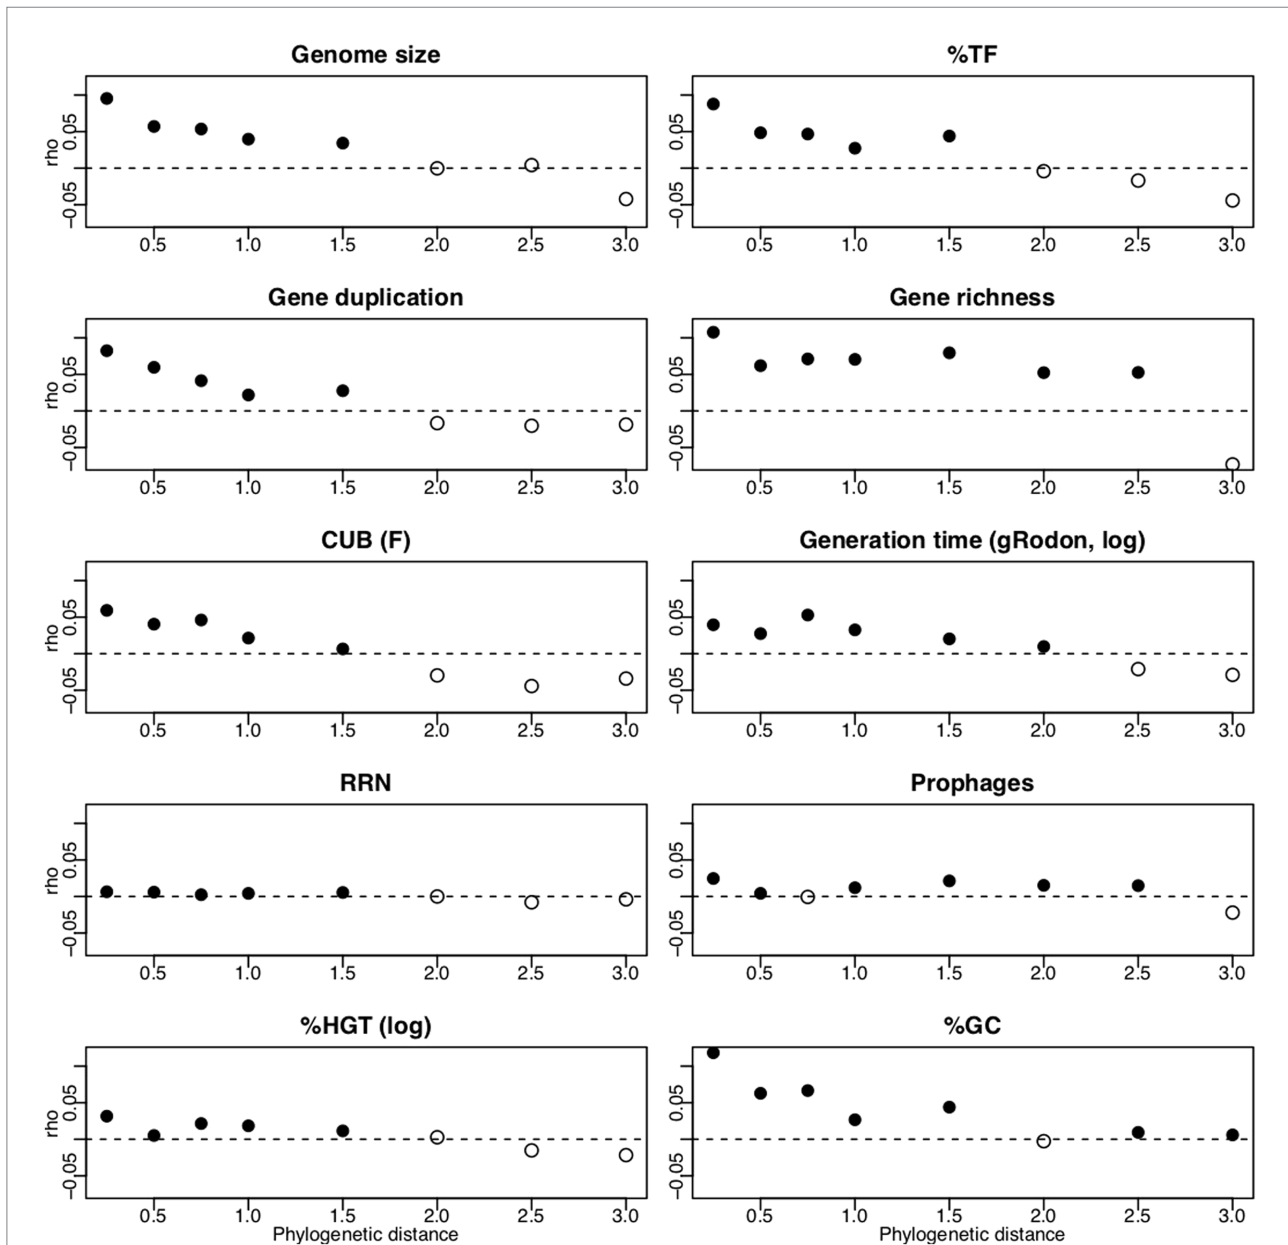 Genome size
%TF
rho
0.05
−0.05
0.05
−0.05
0.5 1.0 1.5 2.0 2.5 3.0
0.5 1.0 1.5 2.0 2.5 3.0
Gene duplication
Gene richness
rho
0.05
−0.05
0.05
−0.05
0.5 1.0 1.5 2.0 2.5 3.0
0.5 1.0 1.5 2.0 2.5 3.0
CUB (F)
Generation time (gRodon, log)
rho
0.05
−0.05
0.05
−0.05
0.5 1.0 1.5 2.0 2.5 3.0
0.5 1.0 1.5 2.0 2.5 3.0
RRN
Prophages
rho
0.05
−0.05
0.05
−0.05
0.5 1.0 1.5 2.0 2.5 3.0
0.5 1.0 1.5 2.0 2.5 3.0
%HGT (log)
%GC
rho
0.05
−0.05
0.05
−0.05
0.5 1.0 1.5 2.0 2.5 3.0
0.5 1.0 1.5 2.0 2.5 3.0
Phylogenetic distance
Phylogenetic distance